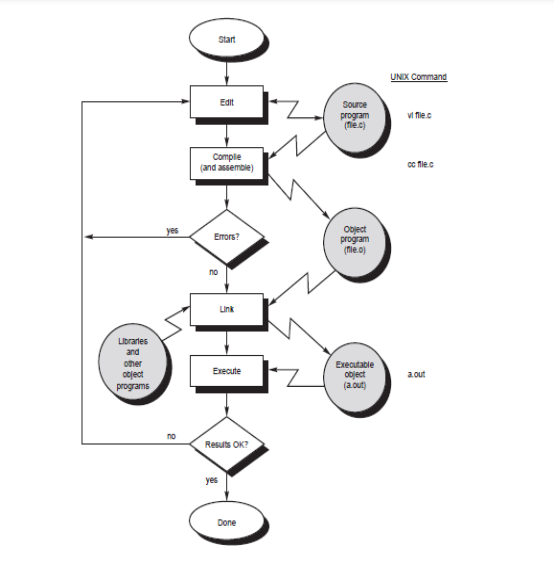 Start
UNIX Command
Edit
Source
program
(file.c)
vi file.c
Compile
(and assemble)
cc file.c
yes
Errors?
Object
program
(file.o)
no
Link
Libraries
and
other
object
programs
Execute
Executable
object
(a.out)
a.out
no
Results OK?
yes
Done